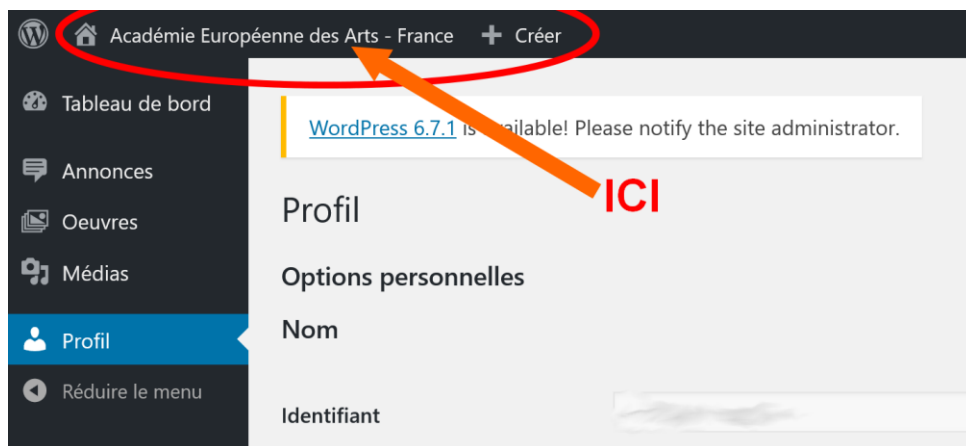 Académie Européenne des Arts - France + Créer
Tableau de bord
WordPress 6.7.1 is available! Please notify the site administrator.
Annonces
ICI
Profil
Oeuvres
Médias
Options personnelles
Nom
Profil
Réduire le menu
Identifiant